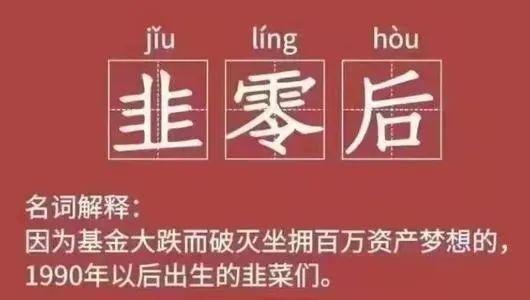 jiǔ líng hòu
韭零后
名词解释：
因为基金大跌而破灭坐拥百万资产梦想的，
1990年以后出生的韭菜们。